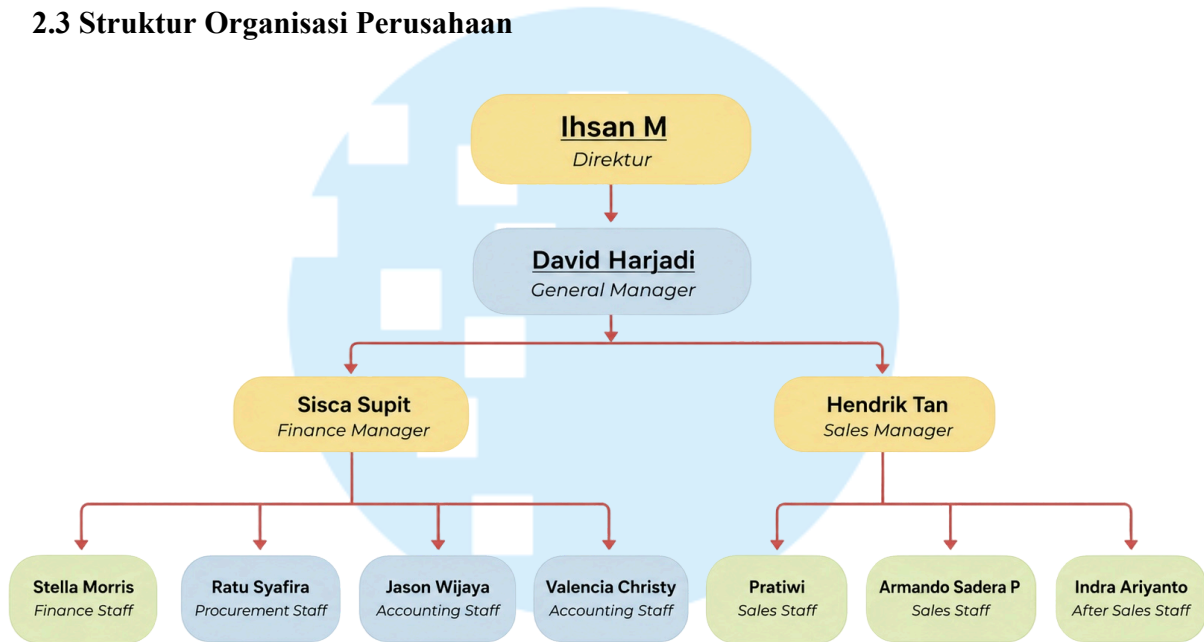 2.3 Struktur Organisasi Perusahaan
Ihsan M
Direktur
David Harjadi
General Manager
Sisca Supit
Finance Manager
Hendrik Tan
Sales Manager
Stella Morris
Finance Staff
Ratu Syafira
Procurement Staff
Jason Wijaya
Accounting Staff
Valencia Christy
Accounting Staff
Pratiwi
Sales Staff
Armando Sadera P
Sales Staff
Indra Ariyanto
After Sales Staff